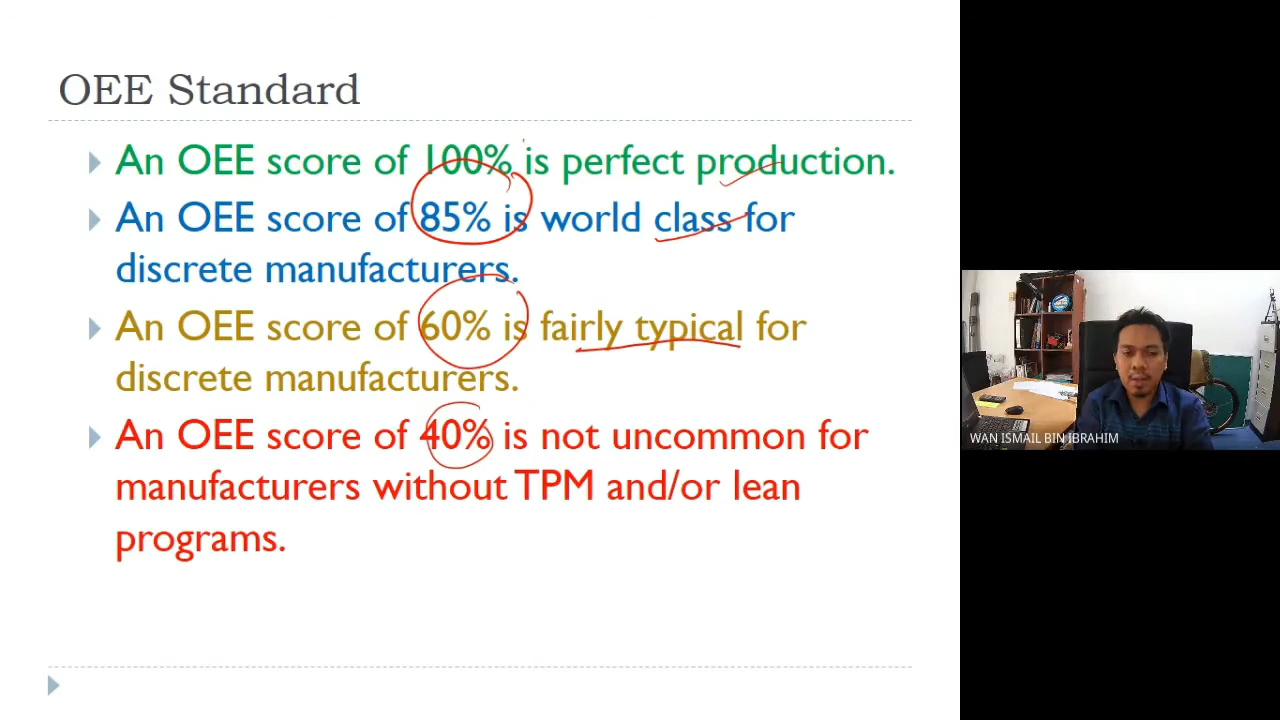 OEE Standard
An OEE score of 100% is perfect production.
An OEE score of 85% is world class for
discrete manufacturers.
An OEE score of 60% is fairly typical for
discrete manufacturers.
An OEE score of 40% is not uncommon for
manufacturers without TPM and/or lean
programs.
WAN ISMAIL BIN IBRAHIM